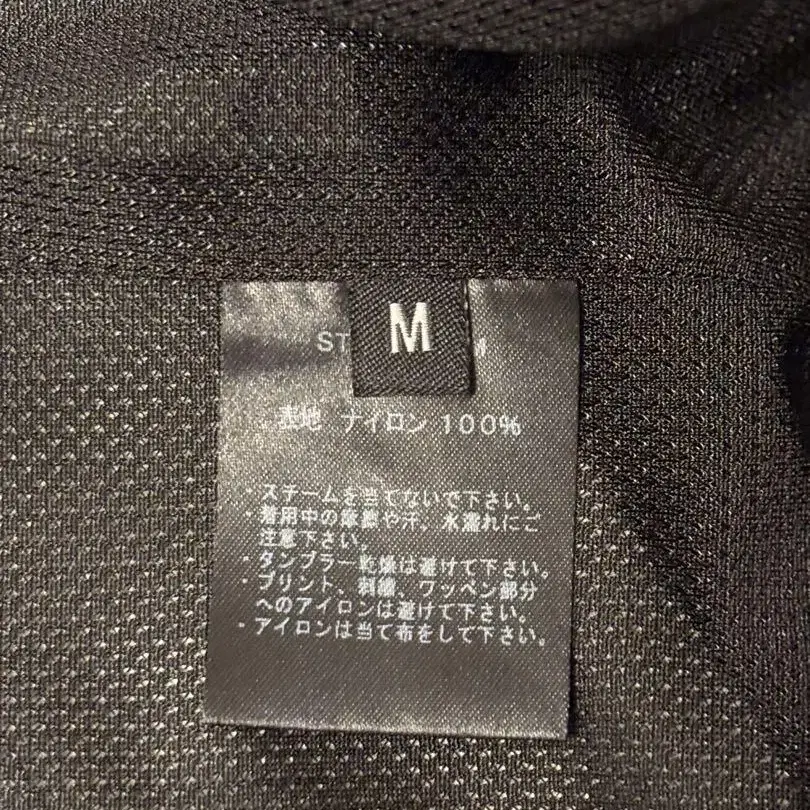 M
ST
表地 ナイロン 100%
・スチームを当てないで下さい。
・着用中の摩擦や汗、水濡れにご
注意下さい。
・タンブラー乾燥は避けて下さい。
・プリント、刺繍、ワッペン部分
へのアイロンは避けて下さい。
・アイロンは当て布をして下さい。